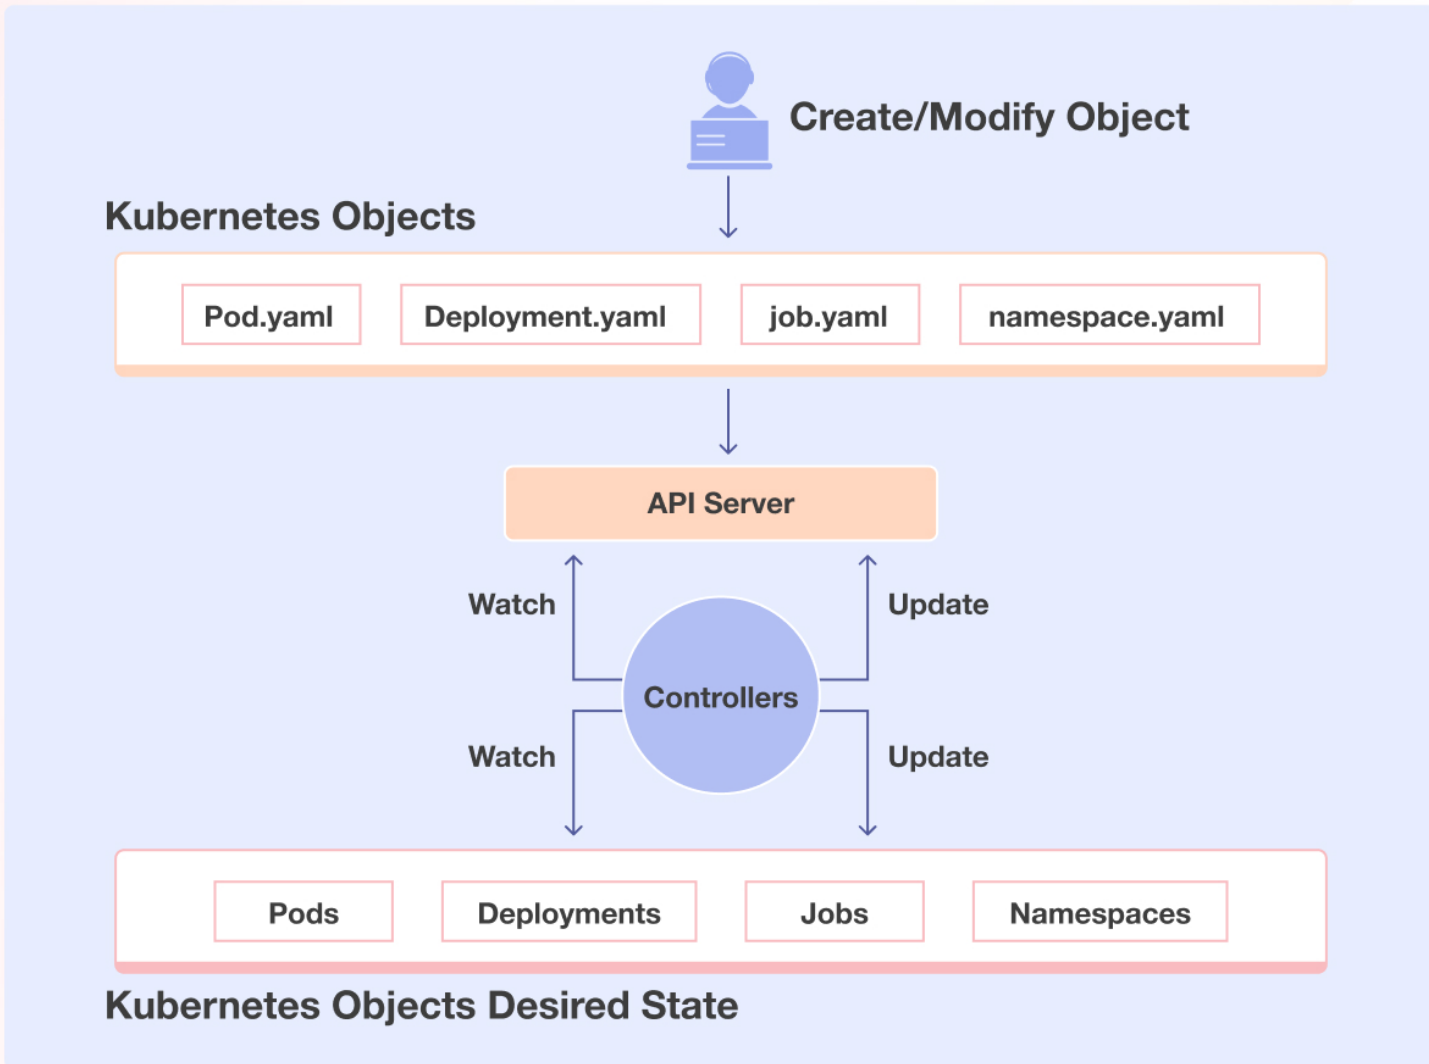 Create/Modify Object
Kubernetes Objects
Pod.yaml
Deployment.yaml
job.yaml
namespace.yaml
API Server
Watch
Update
Controllers
Watch
Update
Pods
Deployments
Jobs
Namespaces
Kubernetes Objects Desired State